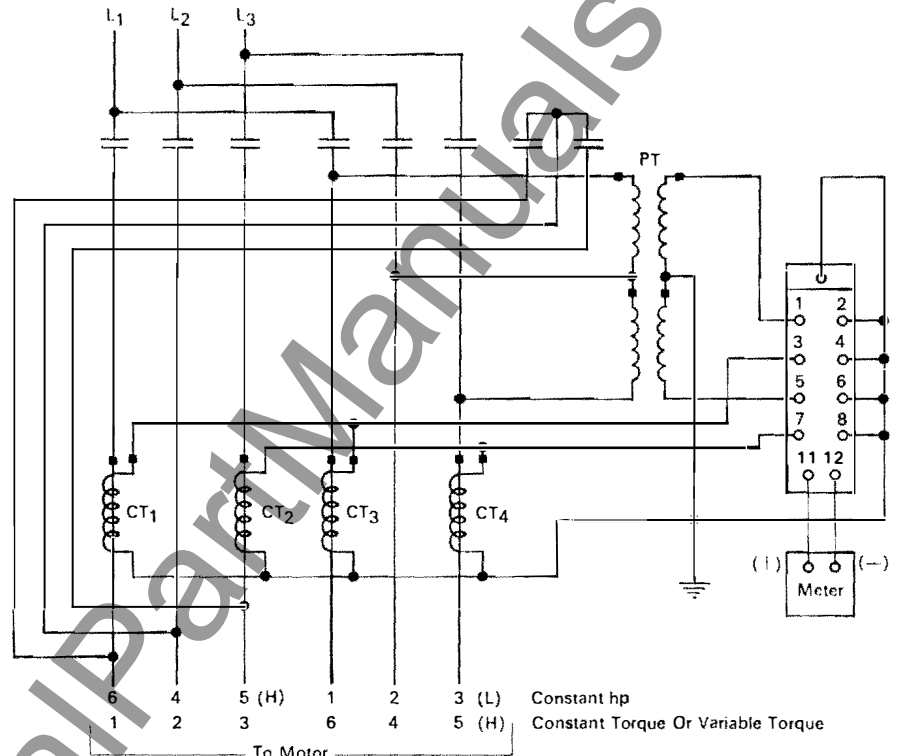 L1 L2 L3
PT
1 2
3 4
5 6
7 8
11 12
CT1 CT2 CT3 CT4
(|) (—)
Meter
6 4 5 (H) 1 2 3 (L) Constant hp
1 2 3 6 4 5 (H) Constant Torque Or Variable Torque
To Motor
alPartManuals